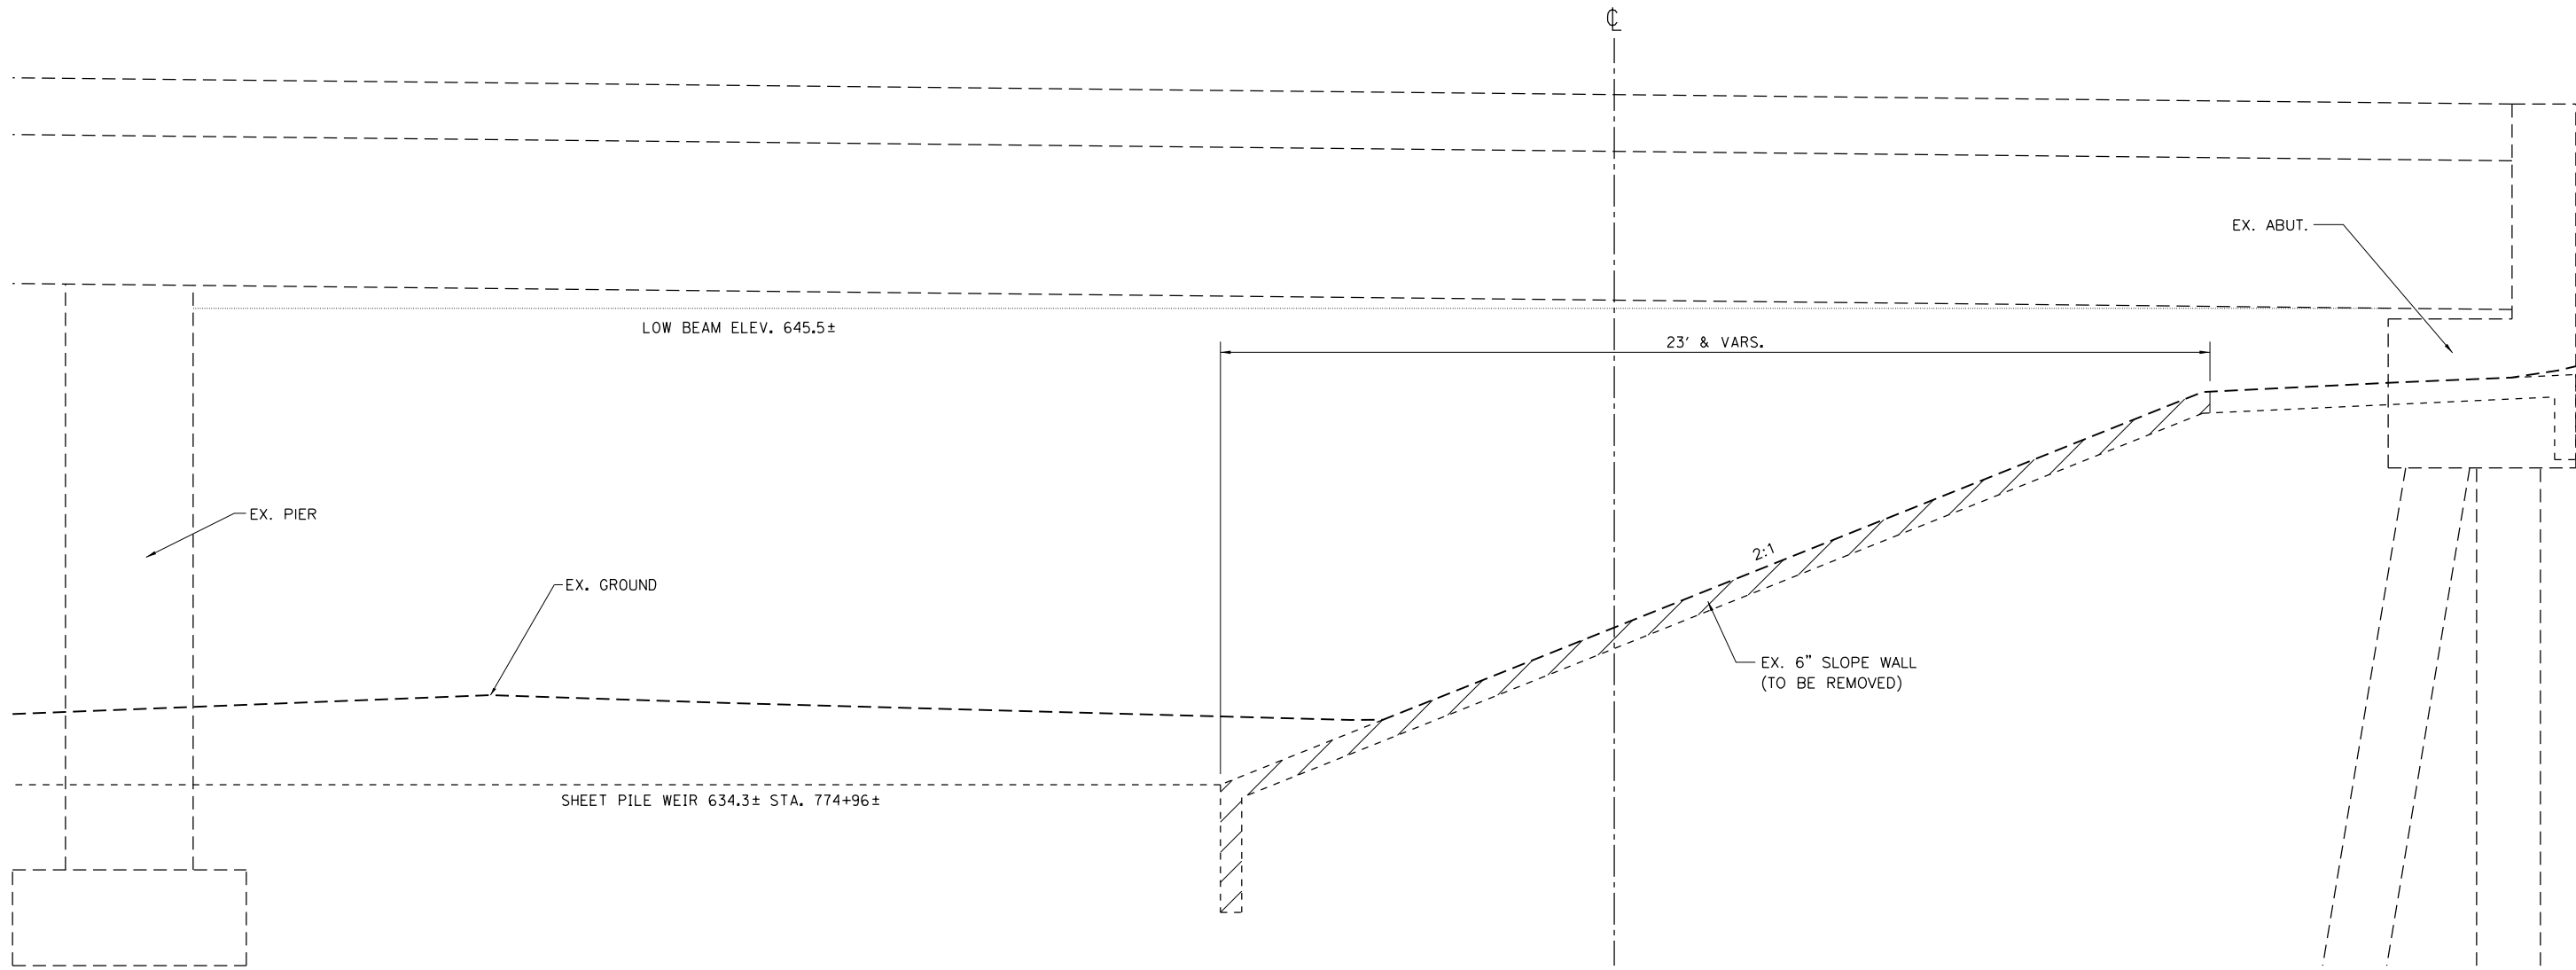 ℄
EX. ABUT.
LOW BEAM ELEV. 645.5±
23' & VARS.
EX. PIER
2:1
EX. GROUND
EX. 6" SLOPE WALL
(TO BE REMOVED)
SHEET PILE WEIR 634.3± STA. 774+96±